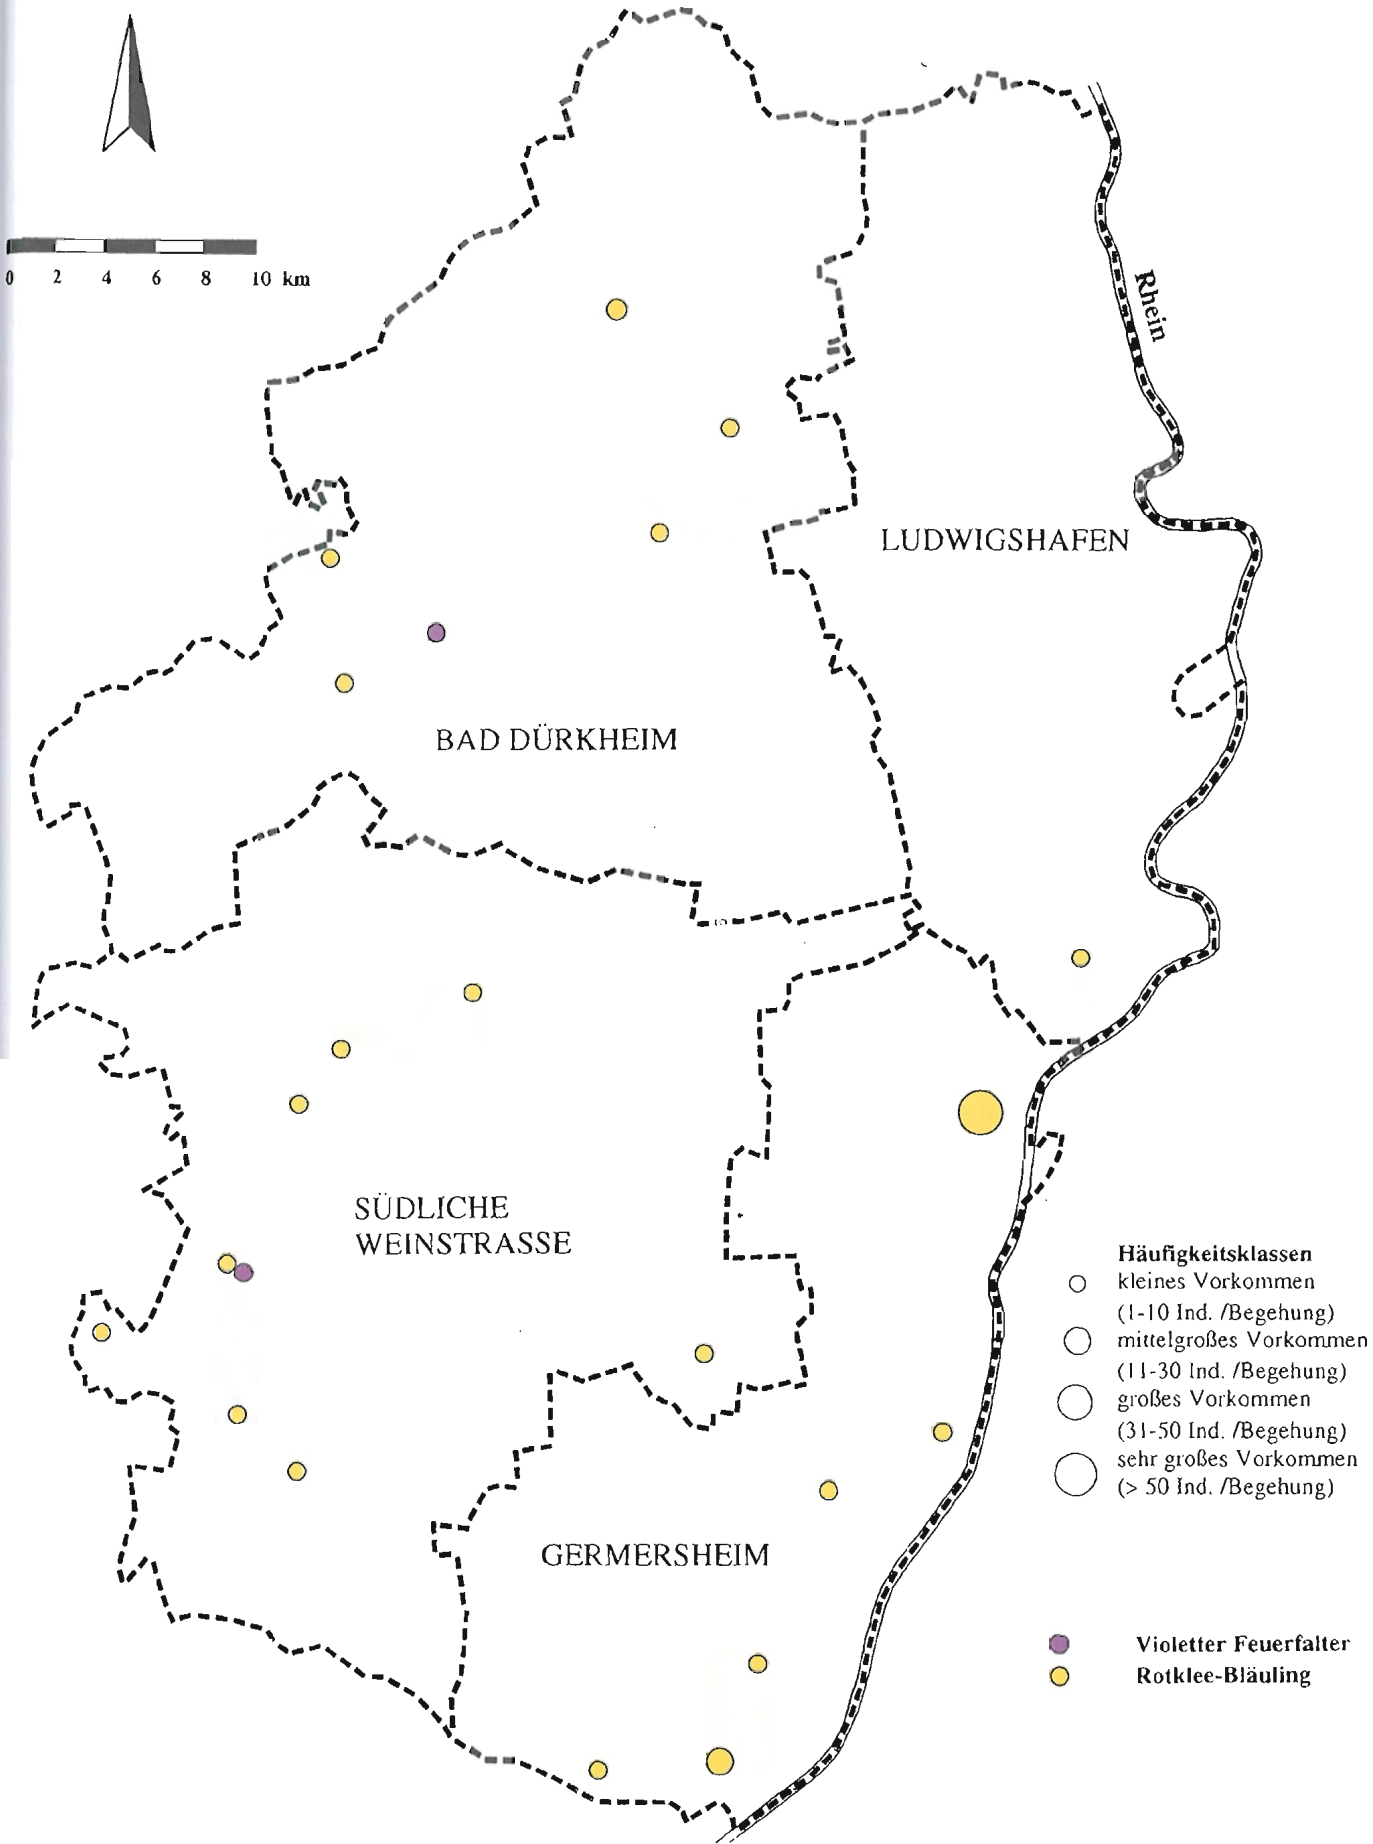 0 2 4 6 8 10 km
Rhein
LUDWIGSHAFEN
BAD DÜRKHEIM
SÜDLICHE
WEINSTRASSE
GERMERSHEIM
Häufigkeitsklassen
kleines Vorkommen
(1-10 Ind. /Begehung)
mittelgroßes Vorkommen
(11-30 Ind. /Begehung)
großes Vorkommen
(31-50 Ind. /Begehung)
sehr großes Vorkommen
(> 50 Ind. /Begehung)
Violetter Feuerfalter
Rotklee-Bläuling